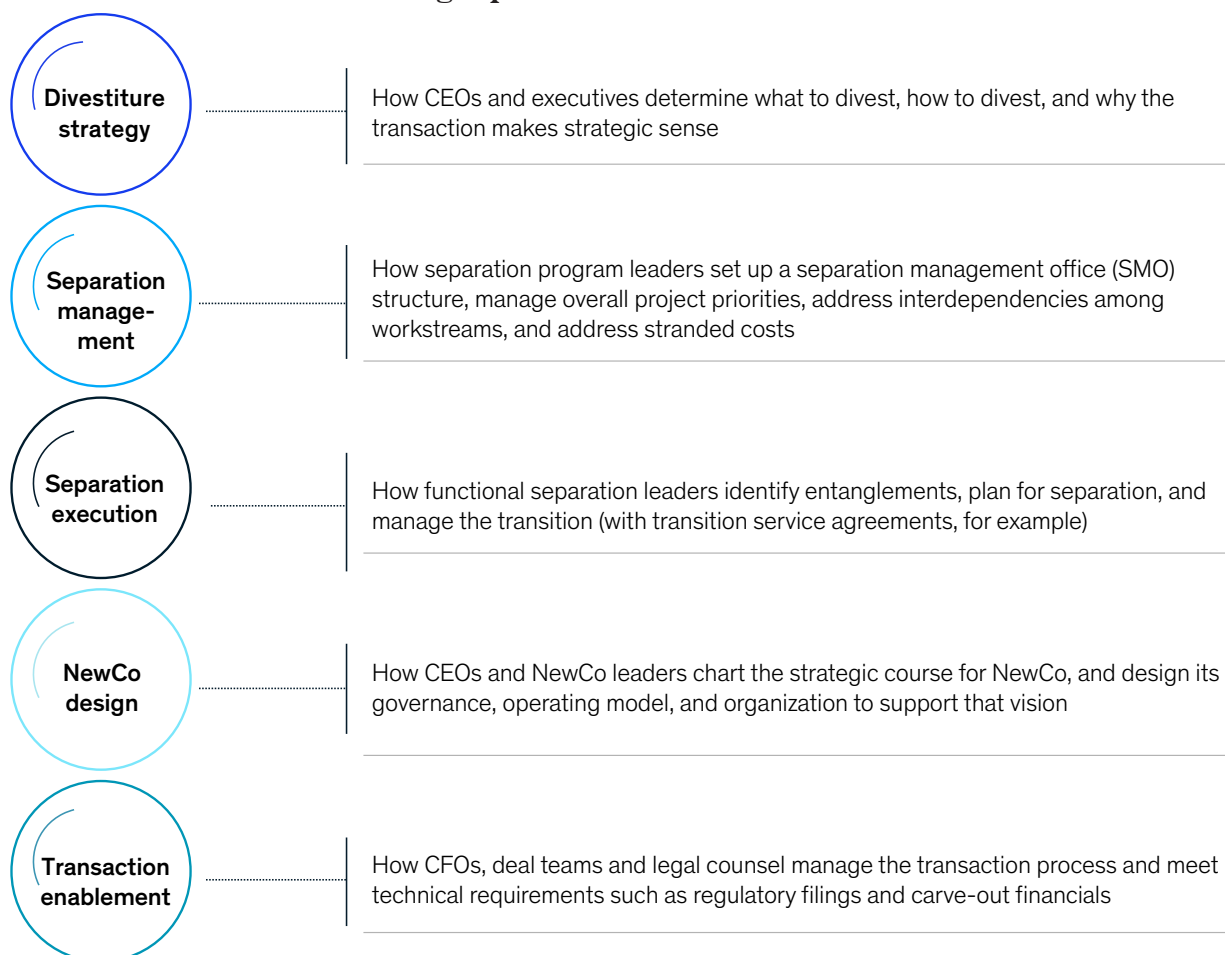 Divestiture
strategy
How CEOs and executives determine what to divest, how to divest, and why the
transaction makes strategic sense
Separation
manage-
ment
How separation program leaders set up a separation management office (SMO)
structure, manage overall project priorities, address interdependencies among
workstreams, and address stranded costs
Separation
execution
How functional separation leaders identify entanglements, plan for separation, and
manage the transition (with transition service agreements, for example)
NewCo
design
How CEOs and NewCo leaders chart the strategic course for NewCo, and design its
governance, operating model, and organization to support that vision
Transaction
enablement
How CFOs, deal teams and legal counsel manage the transaction process and meet
technical requirements such as regulatory filings and carve-out financials